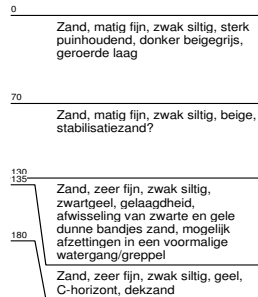 0
Zand, matig fijn, zwak siltig, sterk
puinhoudend, donker beigegrijs,
geroerde laag
70
Zand, matig fijn, zwak siltig, beige,
stabilisatiezand?
130
135
Zand, zeer fijn, zwak siltig,
zwartgeel, gelaagdheid,
afwisseling van zwarte en gele
dunne bandjes zand, mogelijk
afzettingen in een voormalige
watergang/greppel
180
Zand, zeer fijn, zwak siltig, geel,
C-horizont, dekzand